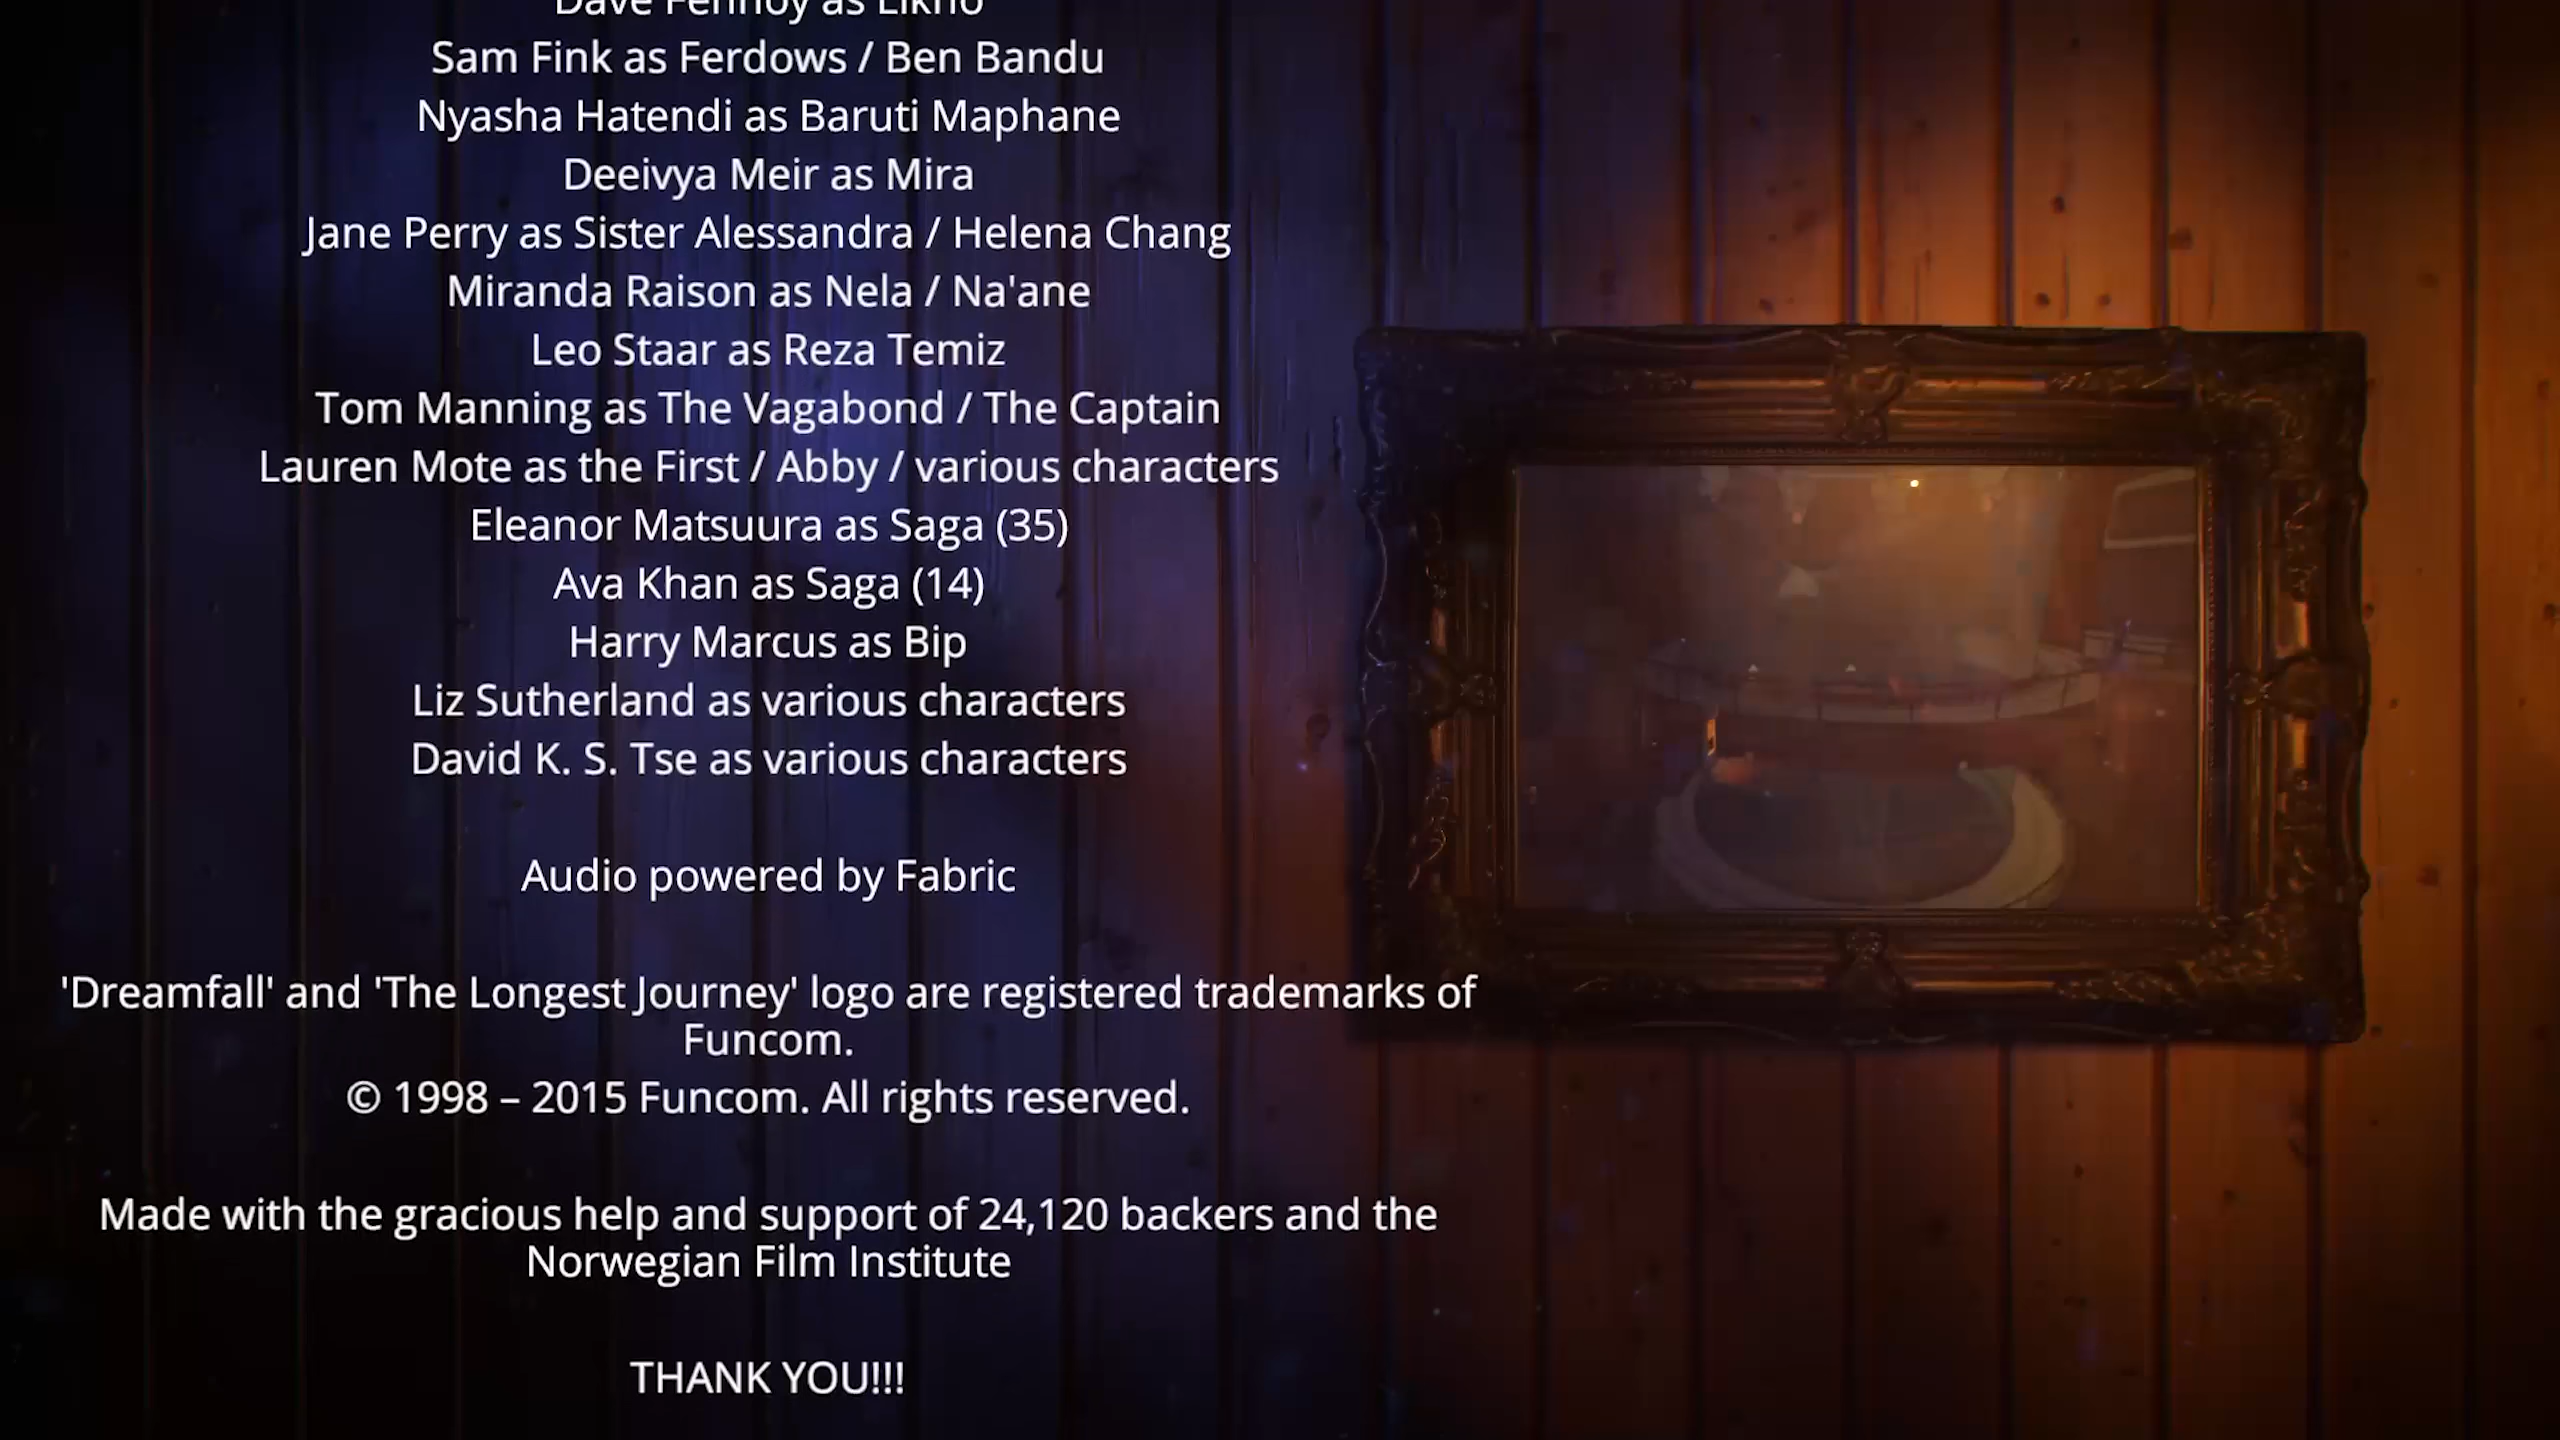 Dave Fennoy as Likho
Sam Fink as Ferdows / Ben Bandu
Nyasha Hatendi as Baruti Maphane
Deeivya Meir as Mira
Jane Perry as Sister Alessandra / Helena Chang
Miranda Raison as Nela / Na'ane
Leo Staar as Reza Temiz
Tom Manning as The Vagabond / The Captain
Lauren Mote as the First / Abby / various characters
Eleanor Matsuura as Saga (35)
Ava Khan as Saga (14)
Harry Marcus as Bip
Liz Sutherland as various characters
David K. S. Tse as various characters
Audio powered by Fabric
'Dreamfall' and 'The Longest Journey' logo are registered trademarks of
Funcom.
© 1998 – 2015 Funcom. All rights reserved.
Made with the gracious help and support of 24,120 backers and the
Norwegian Film Institute
THANK YOU!!!